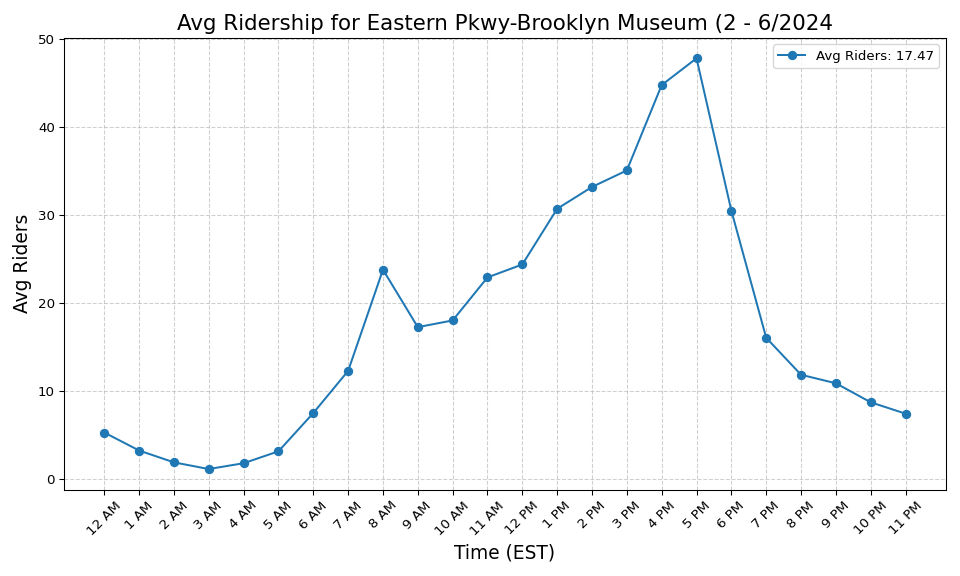 Avg Ridership for Eastern Pkwy-Brooklyn Museum (2 - 6/2024
Avg Riders: 17.47
50
40
30
20
10
0
Avg Riders
12 AM 1 AM 2 AM 3 AM 4 AM 5 AM 6 AM 7 AM 8 AM 9 AM 10 AM 11 AM 12 PM 1 PM 2 PM 3 PM 4 PM 5 PM 6 PM 7 PM 8 PM 9 PM 10 PM 11 PM
Time (EST)